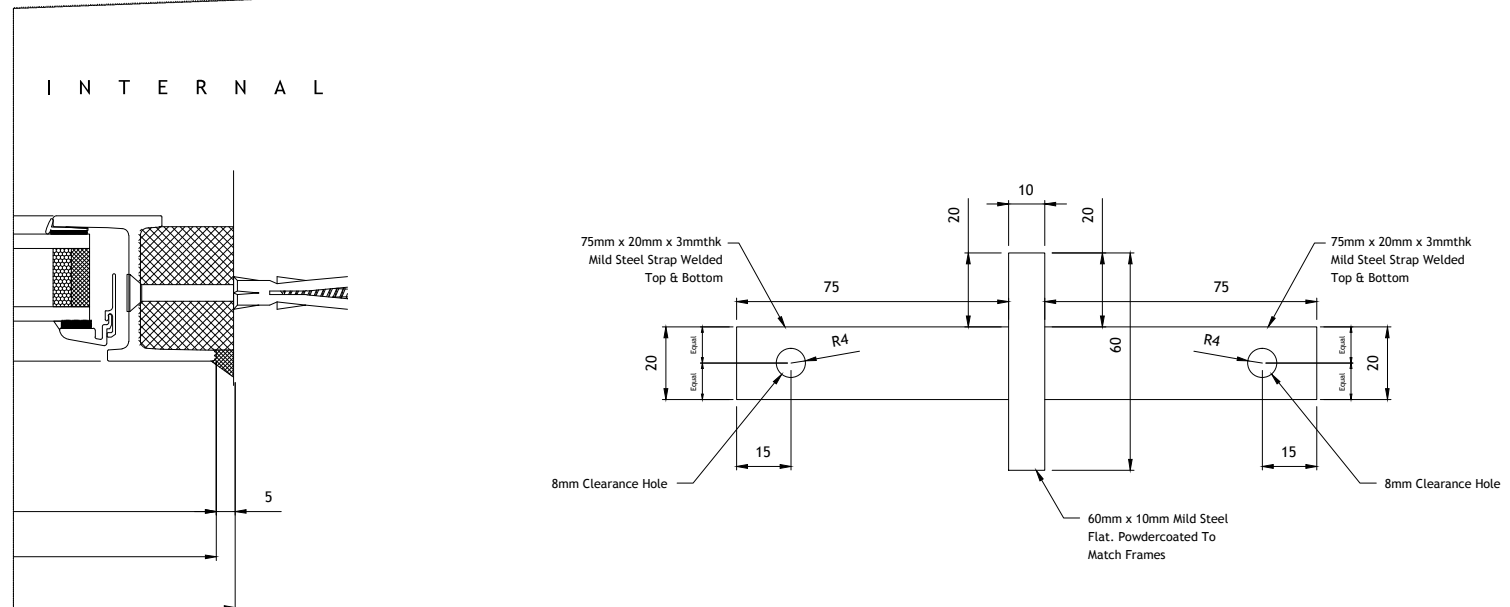 I N T E R N A L
5
10
20
20
75mm x 20mm x 3mmthk
Mild Steel Strap Welded
Top & Bottom
75mm x 20mm x 3mmthk
Mild Steel Strap Welded
Top & Bottom
75
75
20
Equal
Equal
R4
60
R4
Equal
Equal
20
15
15
8mm Clearance Hole
8mm Clearance Hole
60mm x 10mm Mild Steel
Flat. Powdercoated To
Match Frames